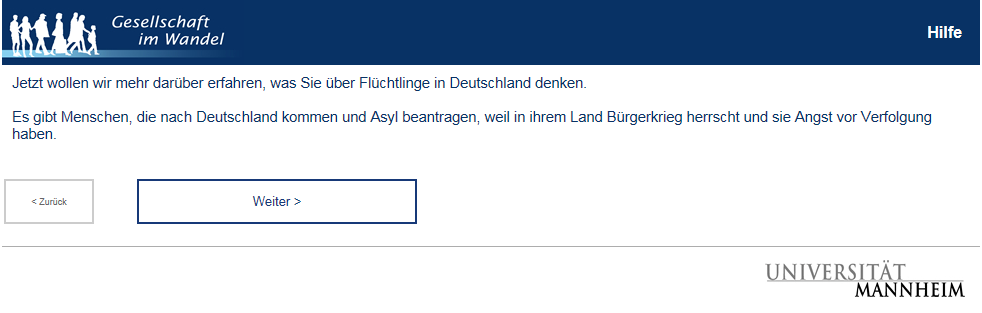 Gesellschaft
im Wandel
Hilfe
Jetzt wollen wir mehr darüber erfahren, was Sie über Flüchtlinge in Deutschland denken.
Es gibt Menschen, die nach Deutschland kommen und Asyl beantragen, weil in ihrem Land Bürgerkrieg herrscht und sie Angst vor Verfolgung
haben.
< Zurück
Weiter >
UNIVERSITÄT
MANNHEIM